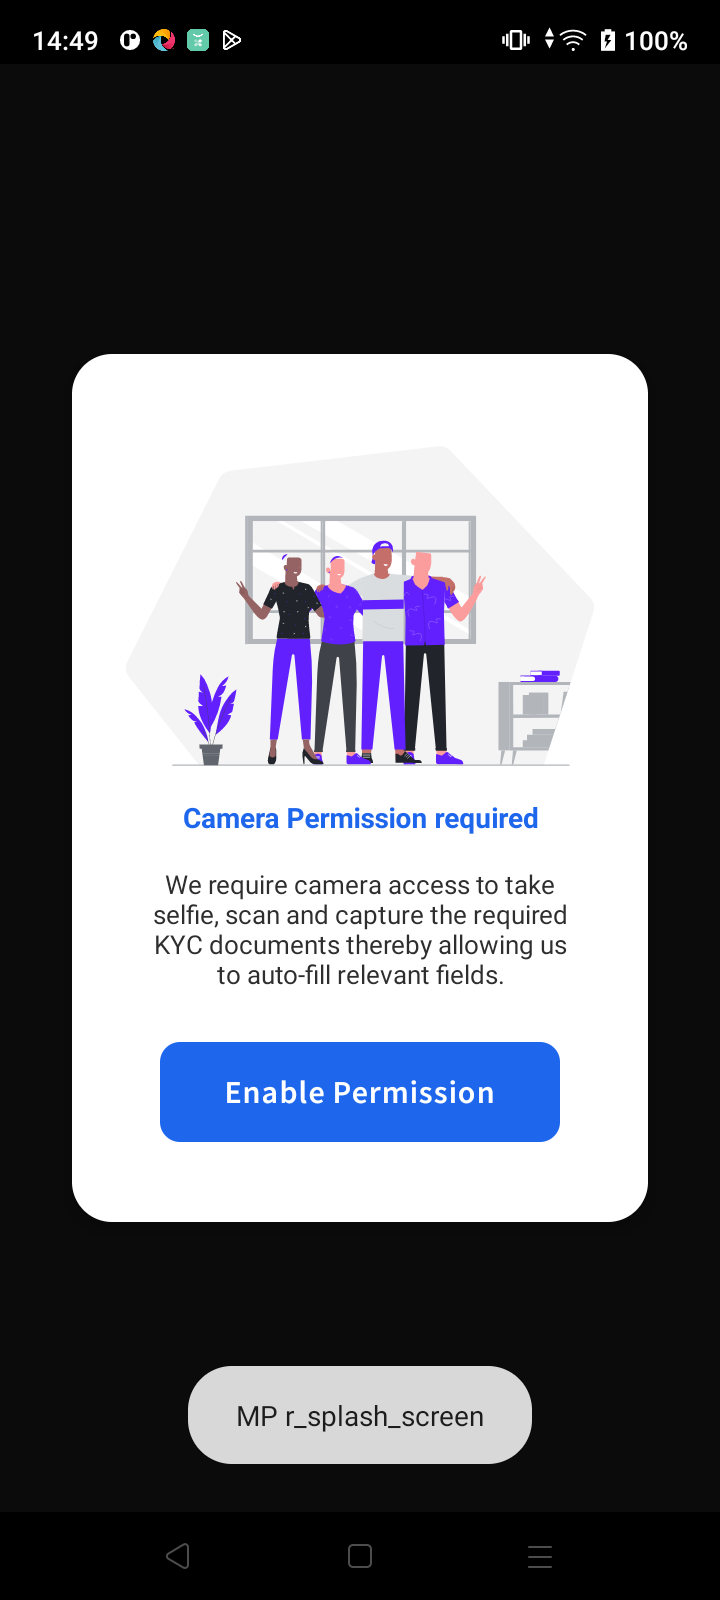 14:49
100%
Camera Permission required
We require camera access to take
selfie, scan and capture the required
KYC documents thereby allowing us
to auto-fill relevant fields.
Enable Permission
MP r_splash_screen